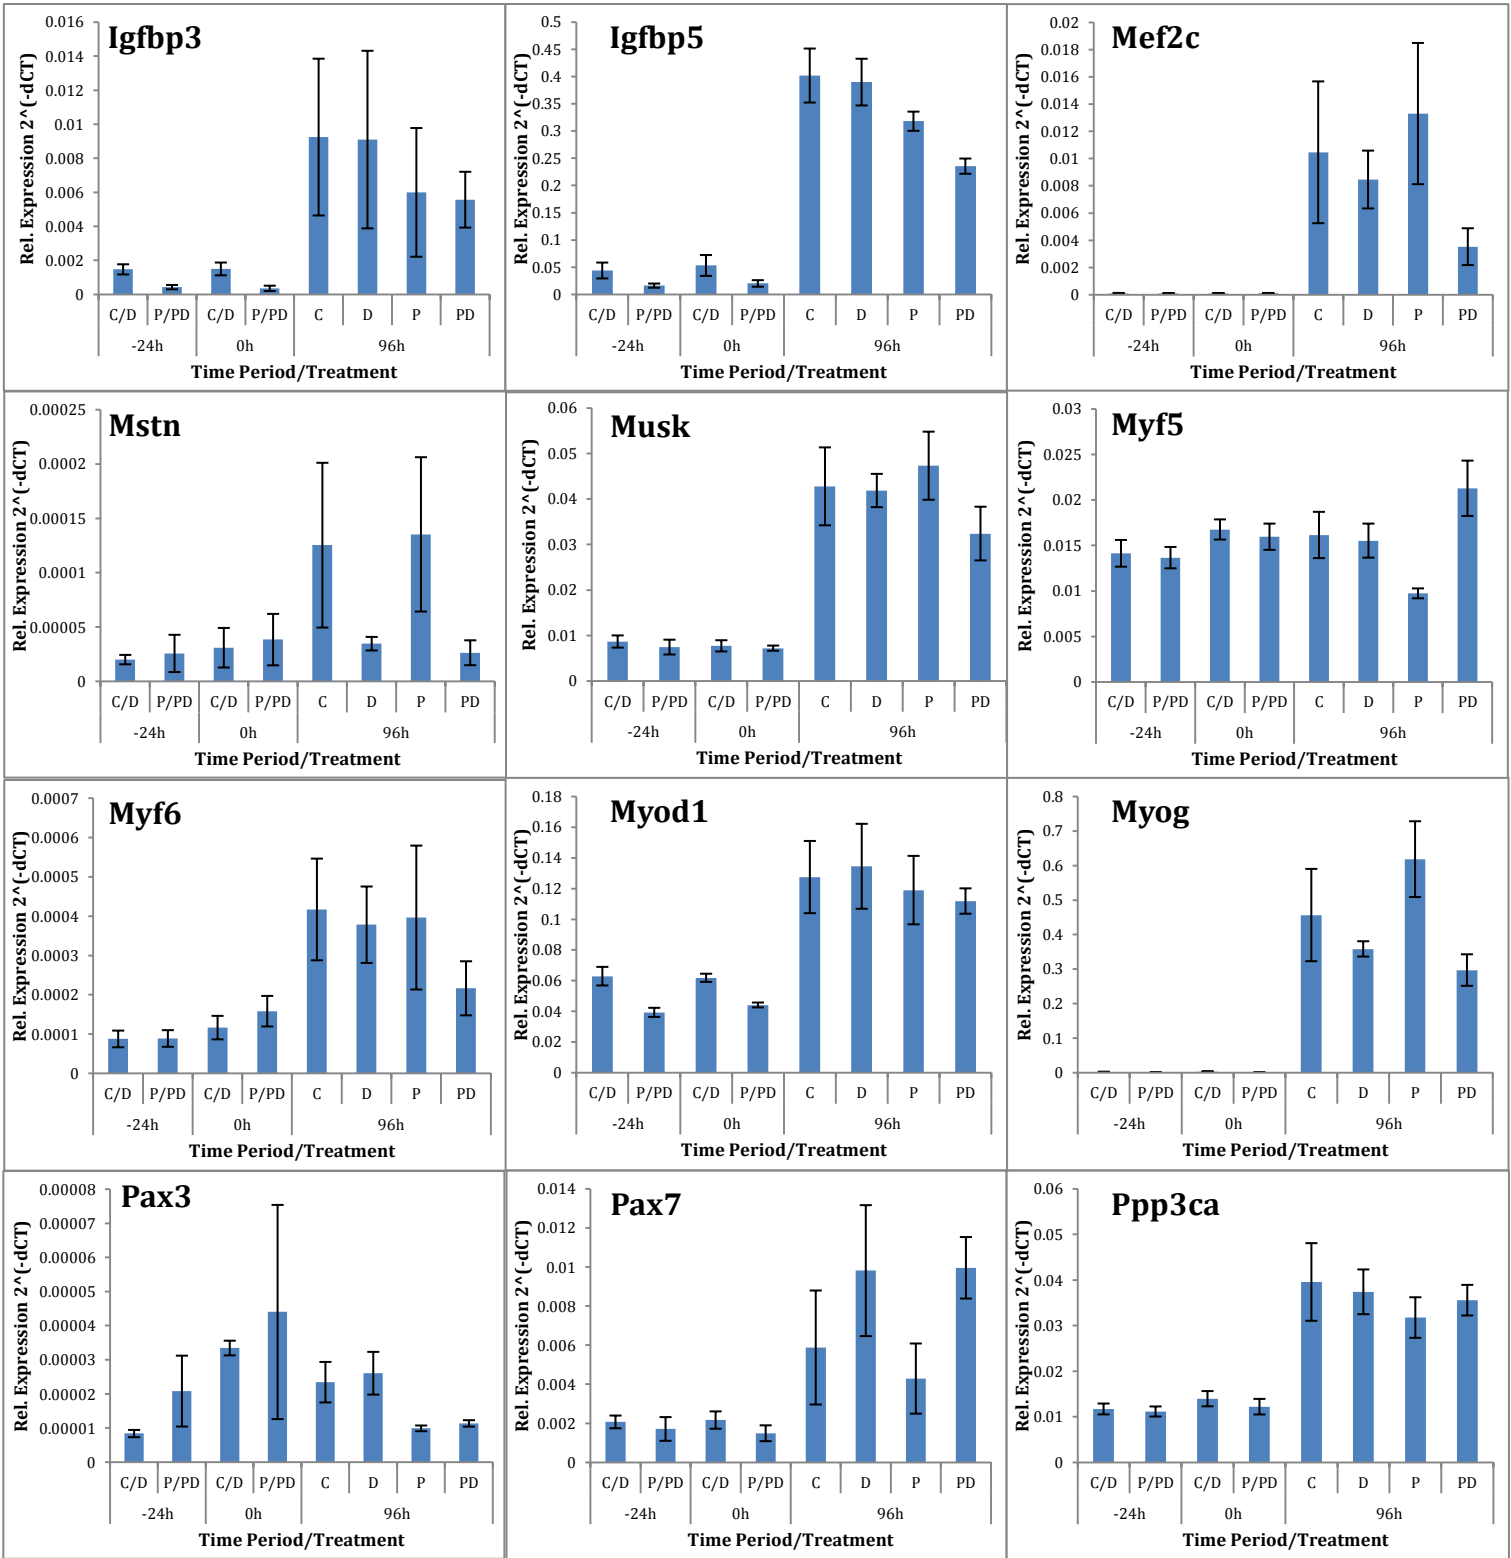 Igfbp3
Rel. Expression 2^(-dCT)
0.016
0.014
0.012
0.01
0.008
0.006
0.004
0.002
0
C/D P/PD C/D P/PD C D P PD
-24h 0h 96h
Time Period/Treatment
Igfbp5
Rel. Expression 2^(-dCT)
0.5
0.45
0.4
0.35
0.3
0.25
0.2
0.15
0.1
0.05
0
C/D P/PD C/D P/PD C D P PD
-24h 0h 96h
Time Period/Treatment
Mef2c
Rel. Expression 2^(-dCT)
0.02
0.018
0.016
0.014
0.012
0.01
0.008
0.006
0.004
0.002
0
C/D P/PD C/D P/PD C D P PD
-24h 0h 96h
Time Period/Treatment
Mstn
Rel. Expression 2^(-dCT)
0.00025
0.0002
0.00015
0.0001
0.00005
0
C/D P/PD C/D P/PD C D P PD
-24h 0h 96h
Time Period/Treatment
Musk
Rel. Expression 2^(-dCT)
0.06
0.05
0.04
0.03
0.02
0.01
0
C/D P/PD C/D P/PD C D P PD
-24h 0h 96h
Time Period/Treatment
Myf5
Rel. Expression 2^(-dCT)
0.03
0.025
0.02
0.015
0.01
0.005
0
C/D P/PD C/D P/PD C D P PD
-24h 0h 96h
Time Period/Treatment
Myf6
Rel. Expression 2^(-dCT)
0.0007
0.0006
0.0005
0.0004
0.0003
0.0002
0.0001
0
C/D P/PD C/D P/PD C D P PD
-24h 0h 96h
Time Period/Treatment
Myod1
Rel. Expression 2^(-dCT)
0.18
0.16
0.14
0.12
0.1
0.08
0.06
0.04
0.02
0
C/D P/PD C/D P/PD C D P PD
-24h 0h 96h
Time Period/Treatment
Myog
Rel. Expression 2^(-dCT)
0.8
0.7
0.6
0.5
0.4
0.3
0.2
0.1
0
C/D P/PD C/D P/PD C D P PD
-24h 0h 96h
Time Period/Treatment
Pax3
Rel. Expression 2^(-dCT)
0.00008
0.00007
0.00006
0.00005
0.00004
0.00003
0.00002
0.00001
0
C/D P/PD C/D P/PD C D P PD
-24h 0h 96h
Time Period/Treatment
Pax7
Rel. Expression 2^(-dCT)
0.014
0.012
0.01
0.008
0.006
0.004
0.002
0
C/D P/PD C/D P/PD C D P PD
-24h 0h 96h
Time Period/Treatment
Ppp3ca
Rel. Expression 2^(-dCT)
0.06
0.05
0.04
0.03
0.02
0.01
0
C/D P/PD C/D P/PD C D P PD
-24h 0h 96h
Time Period/Treatment